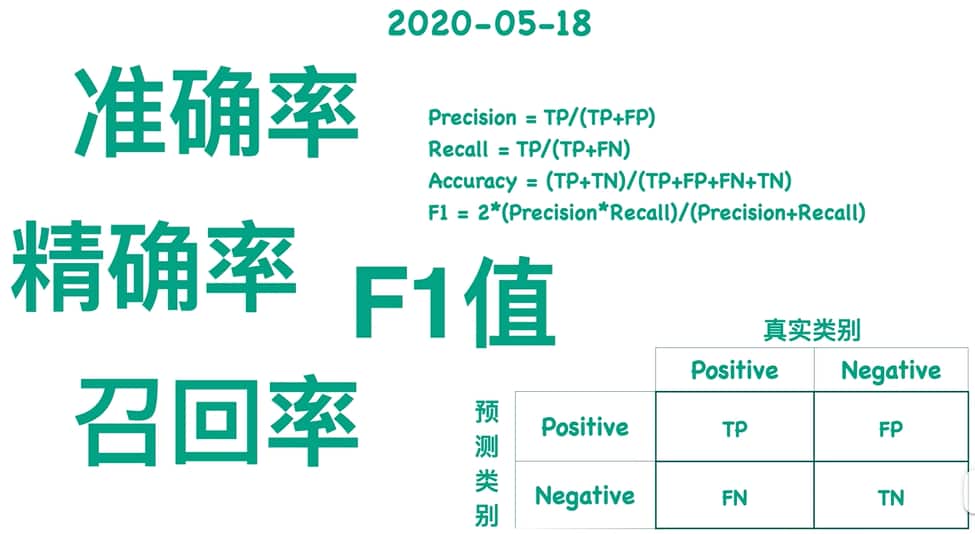 2020-05-18
准确率
精确率
召回率
F1值
Precision = TP/(TP+FP)
Recall = TP/(TP+FN)
Accuracy = (TP+TN)/(TP+FP+FN+TN)
F1 = 2*(Precision*Recall)/(Precision+Recall)
真实类别
Positive Negative
预测类别
Positive TP FP
Negative FN TN